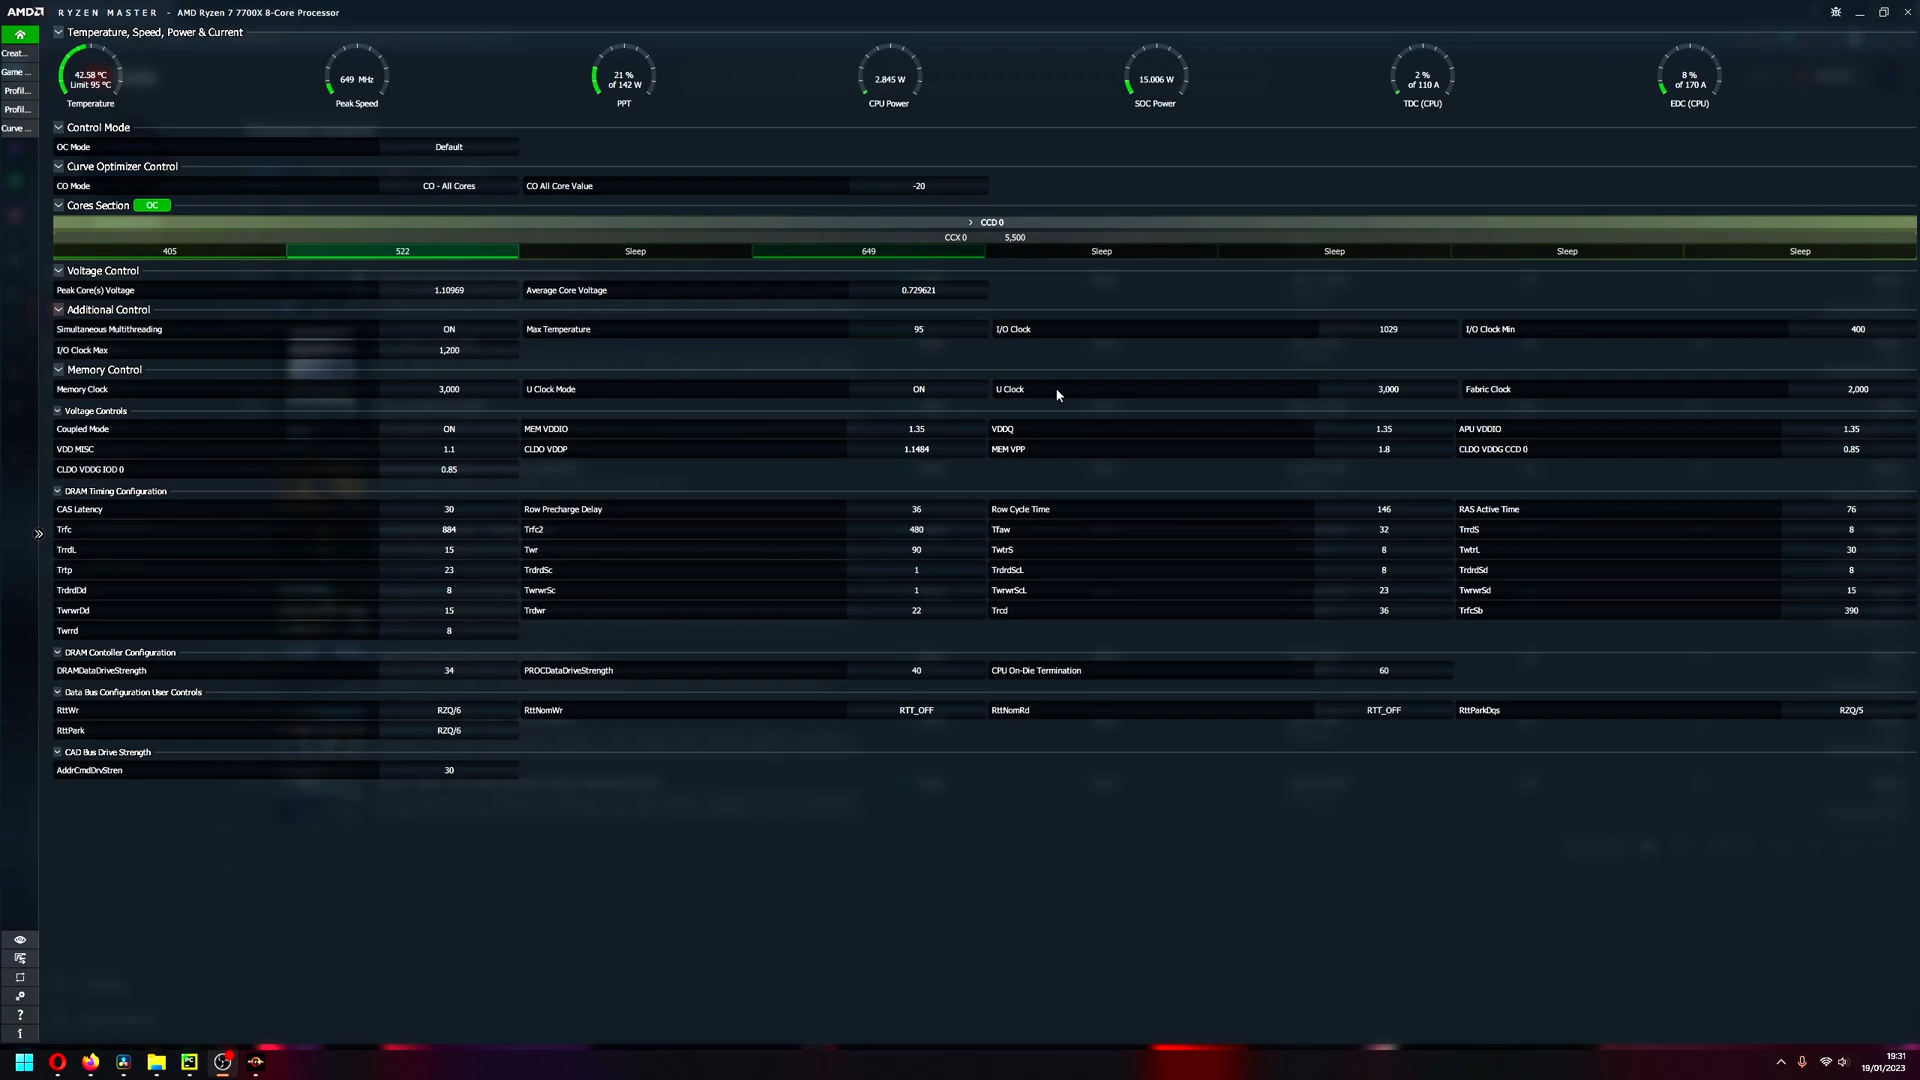 AMD RYZEN MASTER - AMD Ryzen 7 7700X 8-Core Processor
Temperature, Speed, Power & Current
42.58 °C 649 MHz 21 % 2.845 W 15.006 W 2 % 8 %
Limit 95 °C of 142 W of 110 A of 170 A
Temperature Peak Speed PPT CPU Power SOC Power TDC (CPU) EDC (CPU)
Creat...
Game ...
Profil...
Profil...
Curve ...
Control Mode
OC Mode Default
Curve Optimizer Control
CO Mode CO - All Cores CO All Core Value -20
Cores Section OC
CCD 0
CCX 0 5,500
405 522 Sleep 649 Sleep Sleep Sleep Sleep
Voltage Control
Peak Core(s) Voltage 1.10969 Average Core Voltage 0.729621
Additional Control
Simultaneous Multithreading ON Max Temperature 95 I/O Clock 1029 I/O Clock Min 400
I/O Clock Max 1,200
Memory Control
Memory Clock 3,000 U Clock Mode ON U Clock 3,000 Fabric Clock 2,000
Voltage Controls
Coupled Mode ON MEM VDDIO 1.35 VDDQ 1.35 APU VDDIO 1.35
VDD MISC 1.1 CLDO VDDP 1.1484 MEM VPP 1.8 CLDO VDDG CCD 0 0.85
CLDO VDDG IOD 0 0.85
DRAM Timing Configuration
CAS Latency 30 Row Precharge Delay 36 Row Cycle Time 146 RAS Active Time 76
Trfc 884 Trfc2 480 Tfaw 32 TrrdS 8
TrrdL 15 Twr 90 TwtrS 8 TwtrL 30
Trtp 23 TrdrdSc 1 TrdrdScL 8 TrdrdSd 8
TrdrdDd 8 TwrwrSc 1 TwrwrScL 23 TwrwrSd 15
TwrwrDd 15 Trdwr 22 Trcd 36 TrfcSb 390
Twrrd 8
DRAM Contoller Configuration
DRAMDataDriveStrength 34 PROCDataDriveStrength 40 CPU On-Die Termination 60
Data Bus Configuration User Controls
RttWr RZQ/6 RttNomWr RTT_OFF RttNomRd RTT_OFF RttParkDqs RZQ/5
RttPark RZQ/6
CAD Bus Drive Strength
AddrCmdDrvStren 30
19:31
19/01/2023